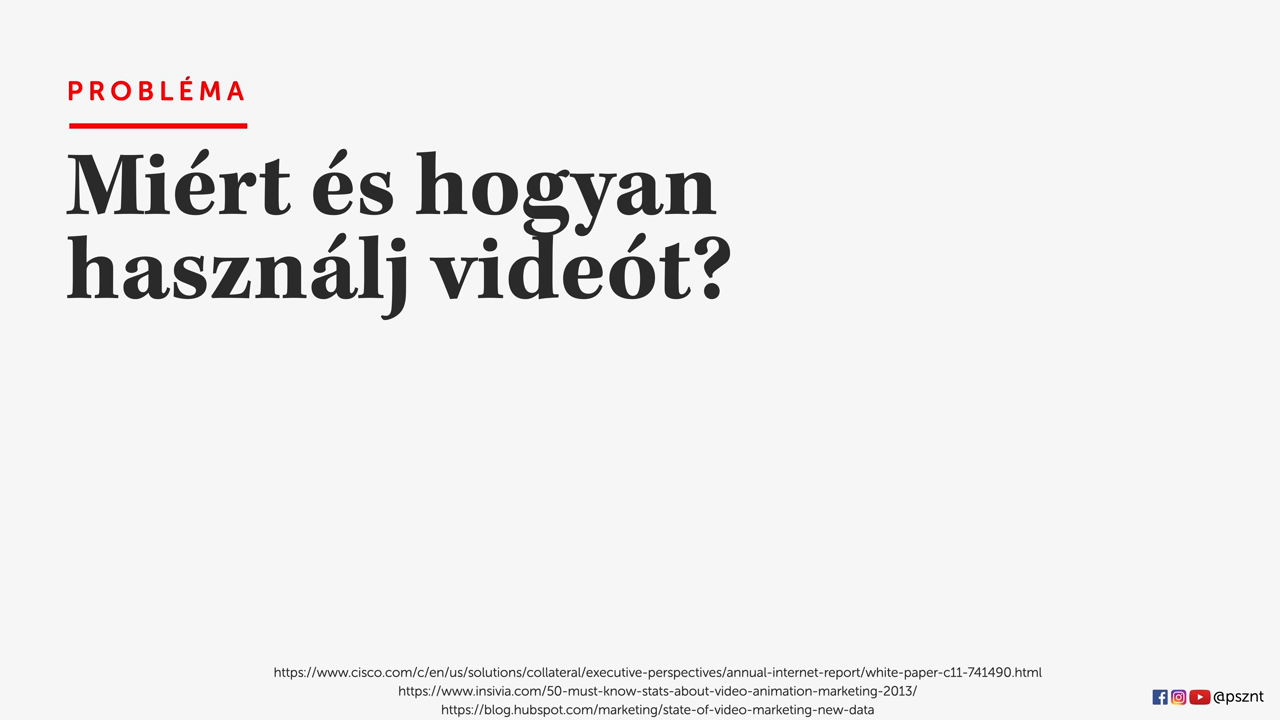 PROBLÉMA
Miért és hogyan
használj videót?
https://www.cisco.com/c/en/us/solutions/collateral/executive-perspectives/annual-internet-report/white-paper-c11-741490.html
https://www.insivia.com/50-must-know-stats-about-video-animation-marketing-2013/
https://blog.hubspot.com/marketing/state-of-video-marketing-new-data
@psznt